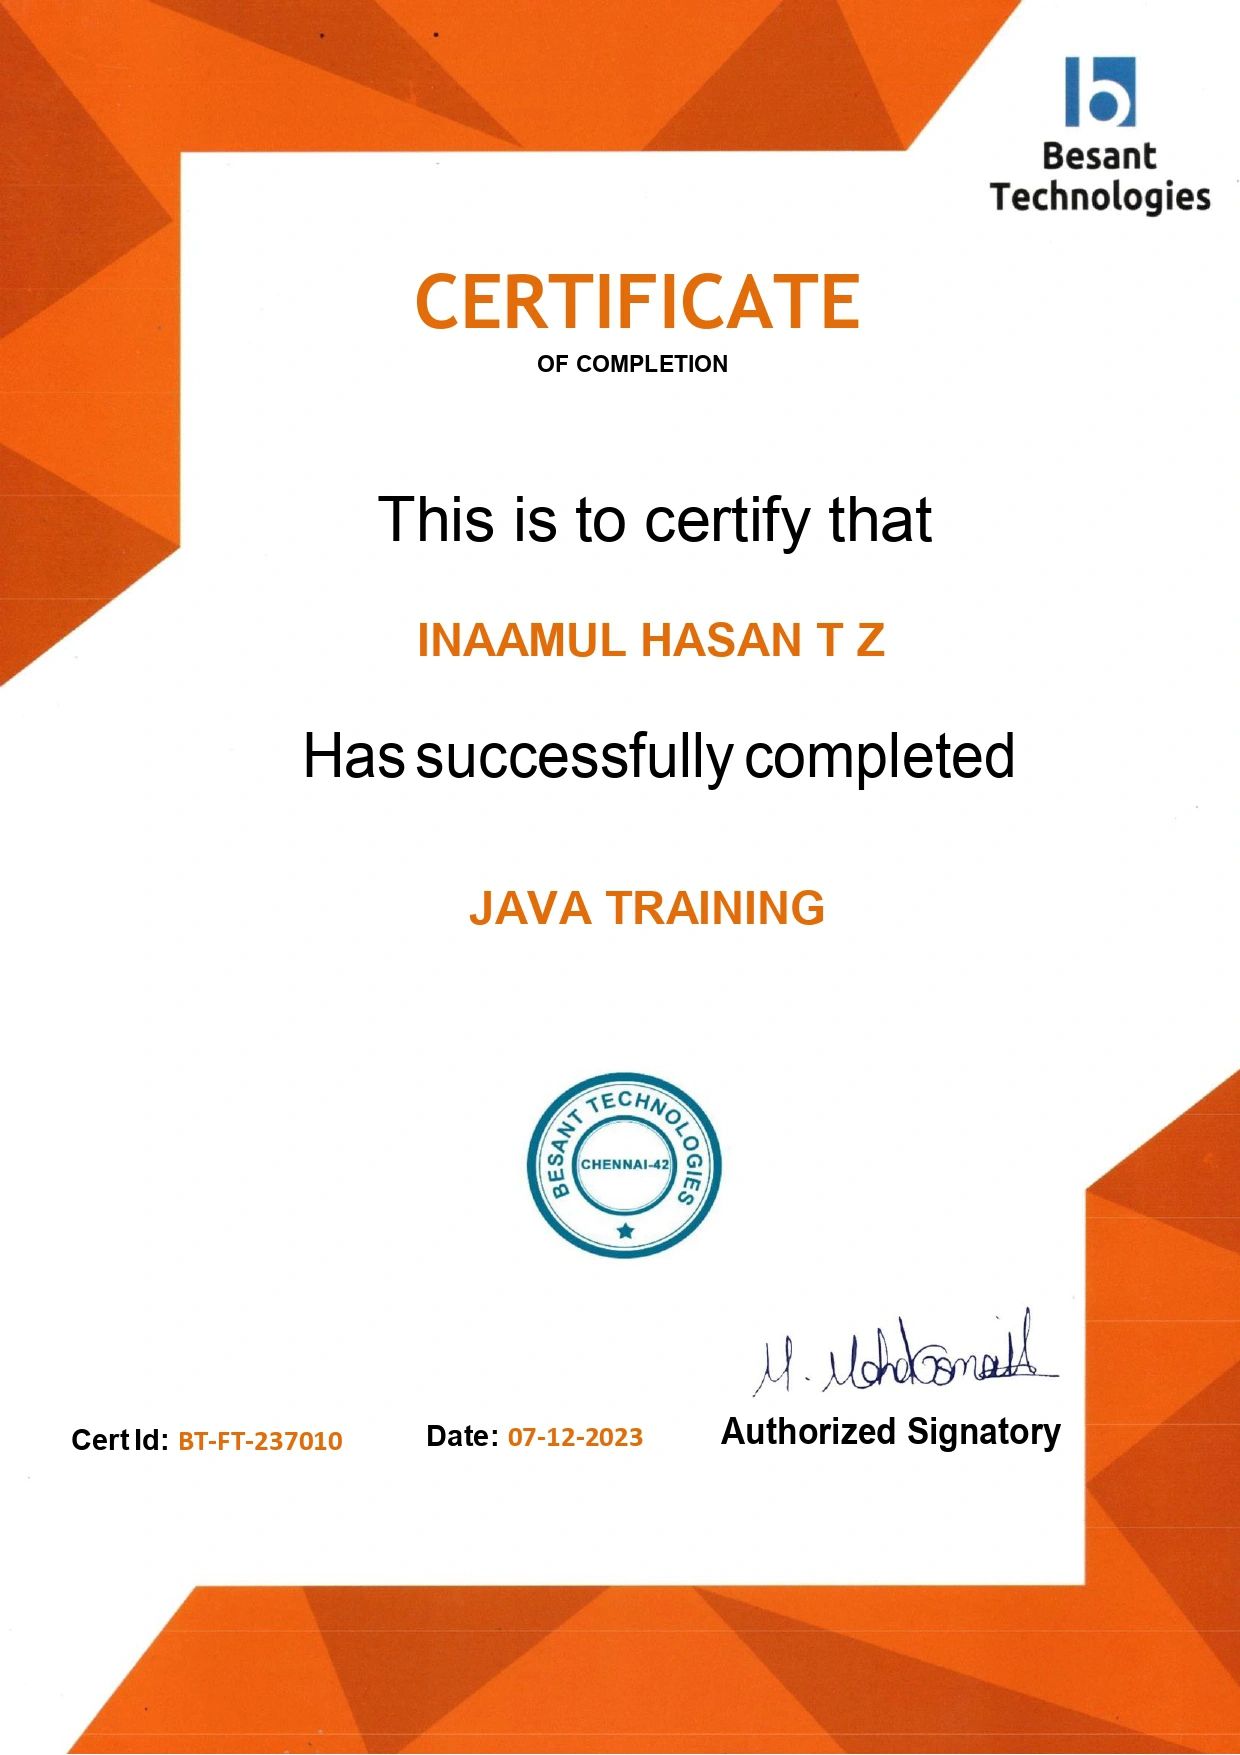 Besant
Technologies
CERTIFICATE
OF COMPLETION
This is to certify that
INAAMUL HASAN T Z
Has successfully completed
JAVA TRAINING
BESANT TECHNOLOGIES
CHENNAI-42
Cert Id: BT-FT-237010
Date: 07-12-2023
Authorized Signatory